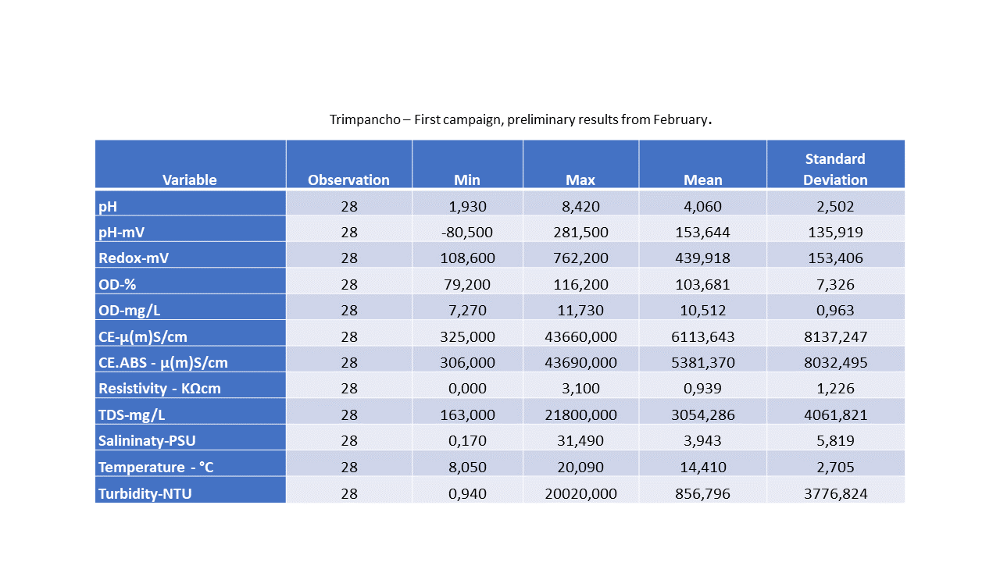 Trimpancho – First campaign, preliminary results from February.
Variable Observation Min Max Mean Standard Deviation
pH 28 1,930 8,420 4,060 2,502
pH-mV 28 -80,500 281,500 153,644 135,919
Redox-mV 28 108,600 762,200 439,918 153,406
OD-% 28 79,200 116,200 103,681 7,326
OD-mg/L 28 7,270 11,730 10,512 0,963
CE-µ(m)S/cm 28 325,000 43660,000 6113,643 8137,247
CE.ABS - µ(m)S/cm 28 306,000 43690,000 5381,370 8032,495
Resistivity - KΩcm 28 0,000 3,100 0,939 1,226
TDS-mg/L 28 163,000 21800,000 3054,286 4061,821
Salininaty-PSU 28 0,170 31,490 3,943 5,819
Temperature - °C 28 8,050 20,090 14,410 2,705
Turbidity-NTU 28 0,940 20020,000 856,796 3776,824